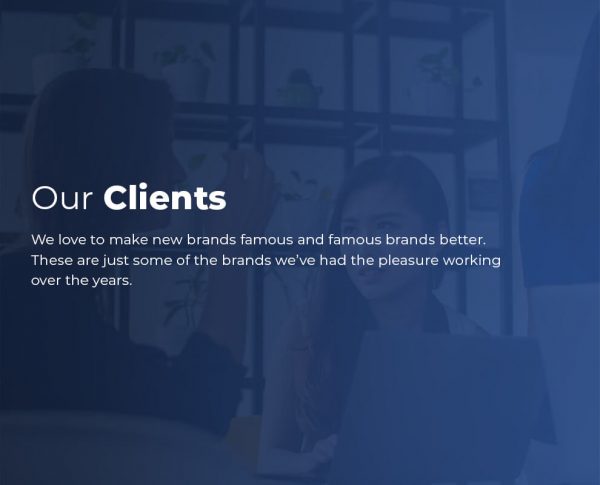 Our Clients
We love to make new brands famous and famous brands better.
These are just some of the brands we’ve had the pleasure working
over the years.